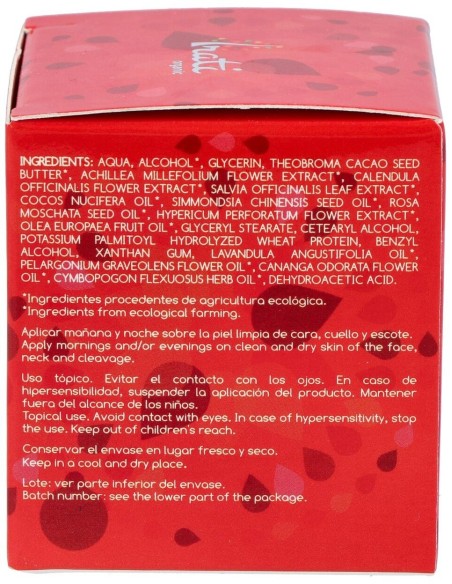 Irati
organic
INGREDIENTS: AQUA, ALCOHOL*, GLYCERIN, THEOBROMA CACAO SEED
BUTTER*, ACHILLEA MILLEFOLIUM FLOWER EXTRACT*, CALENDULA
OFFICINALIS FLOWER EXTRACT*, SALVIA OFFICINALIS LEAF EXTRACT*,
COCOS NUCIFERA OIL*, SIMMONDSIA CHINENSIS SEED OIL*, ROSA
MOSCHATA SEED OIL*, HYPERICUM PERFORATUM FLOWER EXTRACT*,
OLEA EUROPAEA FRUIT OIL*, GLYCERYL STEARATE, CETEARYL ALCOHOL,
POTASSIUM PALMITOYL HYDROLYZED WHEAT PROTEIN, BENZYL
ALCOHOL, XANTHAN GUM, LAVANDULA ANGUSTIFOLIA OIL*,
PELARGONIUM GRAVEOLENS FLOWER OIL*, CANANGA ODORATA FLOWER
OIL*, CYMBOPOGON FLEXUOSUS HERB OIL*, DEHYDROACETIC ACID.
*Ingredientes procedentes de agricultura ecológica.
*Ingredients from ecological farming.
Aplicar mañana y noche sobre la piel limpia de cara, cuello y escote.
Apply mornings and/or evenings on clean and dry skin of the face,
neck and cleavage.
Uso tópico. Evitar el contacto con los ojos. En caso de
hipersensibilidad, suspender la aplicación del producto. Mantener
fuera del alcance de los niños.
Topical use. Avoid contact with eyes. In case of hypersensitivity, stop
the use. Keep out of children's reach.
Conservar el envase en lugar fresco y seco.
Keep in a cool and dry place.
Lote: ver parte inferior del envase.
Batch number: see the lower part of the package.